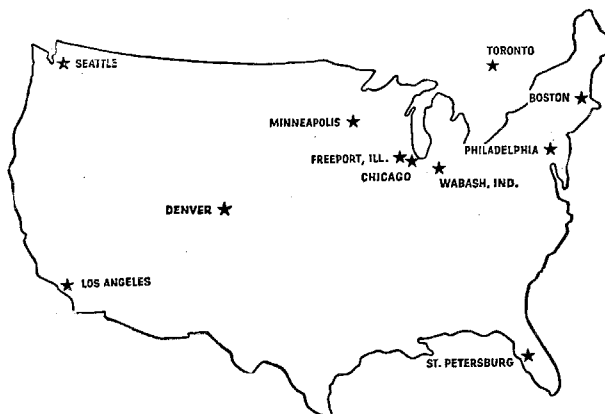 TORONTO
SEATTLE
BOSTON
MINNEAPOLIS
PHILADELPHIA
FREEPORT, ILL.
CHICAGO
WABASH, IND.
DENVER
LOS ANGELES
ST. PETERSBURG